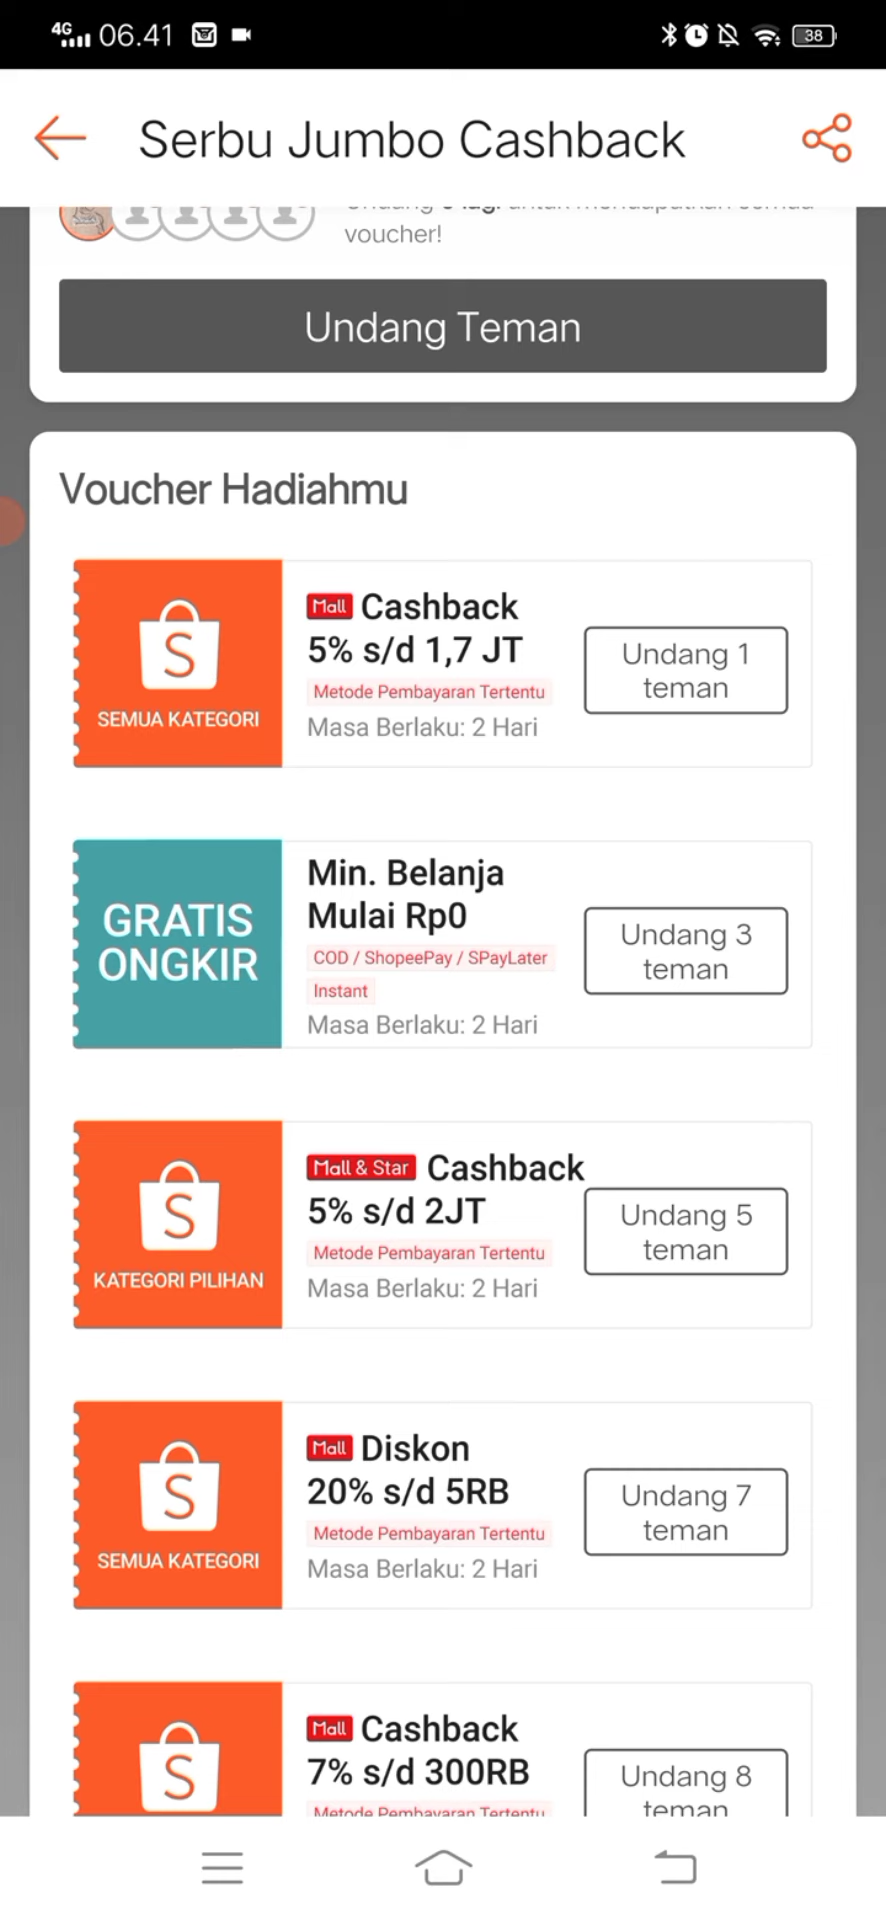 4G 06.41 38
Serbu Jumbo Cashback
voucher!
Undang Teman
Voucher Hadiahmu
SEMUA KATEGORI
Mall Cashback
5% s/d 1,7 JT
Metode Pembayaran Tertentu
Masa Berlaku: 2 Hari
Undang 1
teman
GRATIS
ONGKIR
Min. Belanja
Mulai Rp0
COD / ShopeePay / SPayLater
Instant
Masa Berlaku: 2 Hari
Undang 3
teman
KATEGORI PILIHAN
Mall & Star Cashback
5% s/d 2JT
Metode Pembayaran Tertentu
Masa Berlaku: 2 Hari
Undang 5
teman
SEMUA KATEGORI
Mall Diskon
20% s/d 5RB
Metode Pembayaran Tertentu
Masa Berlaku: 2 Hari
Undang 7
teman
Mall Cashback
7% s/d 300RB
Metode Pembayaran Tertentu
Undang 8
teman